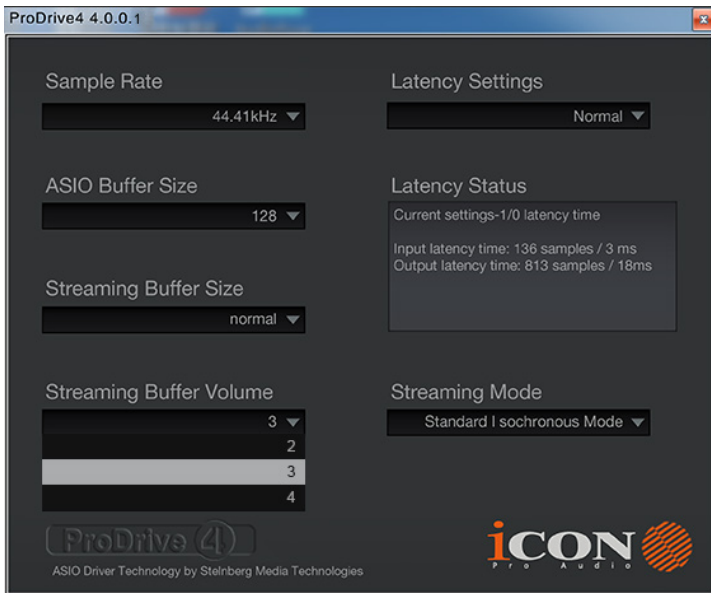 ProDrive4 4.0.0.1
Sample Rate
44.41kHz
ASIO Buffer Size
128
Streaming Buffer Size
normal
Streaming Buffer Volume
3
2
3
4
Latency Settings
Normal
Latency Status
Current settings-1/0 latency time
Input latency time: 136 samples / 3 ms
Output latency time: 813 samples / 18ms
Streaming Mode
Standard I sochronous Mode
ProDrive 4
ASIO Driver Technology by Stelnberg Media Technologies
iCON
Pro Audio